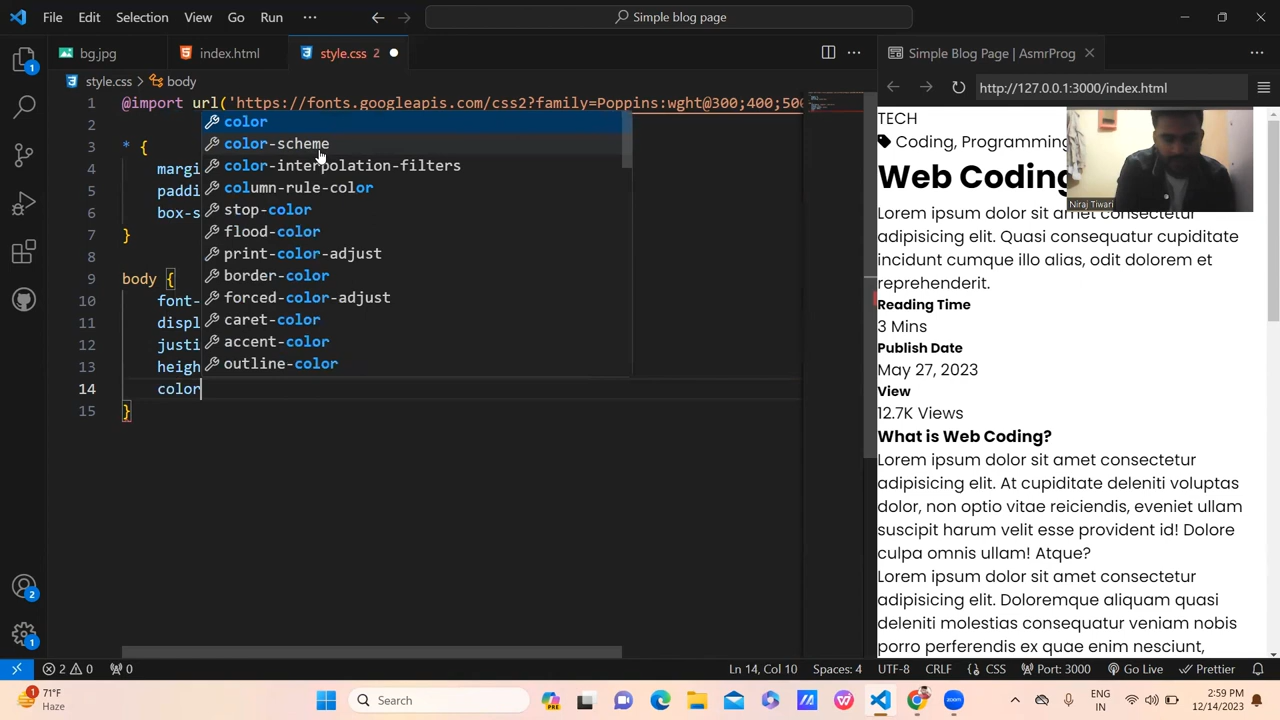 File Edit Selection View Go Run ··· Simple blog page
bg.jpg index.html style.css 2 Simple Blog Page | AsmrProg
style.css > body
http://127.0.0.1:3000/index.html
1 @import url('https://fonts.googleapis.com/css2?family=Poppins:wght@300;400;500
2 color
3 * { color-scheme
4 margi color-interpolation-filters
5 paddi column-rule-color
6 box-s stop-color
7 } flood-color
8 print-color-adjust
9 body { border-color
10 font- forced-color-adjust
11 displ caret-color
12 justi accent-color
13 heigh outline-color
14 color
15 }
TECH
Coding, Programming
Web Coding
Niraj Tiwari
Lorem ipsum dolor sit amet consectetur
adipisicing elit. Quasi consequatur cupiditate
incidunt cumque illo alias, odit dolorem et
reprehenderit.
Reading Time
3 Mins
Publish Date
May 27, 2023
View
12.7K Views
What is Web Coding?
Lorem ipsum dolor sit amet consectetur
adipisicing elit. At cupiditate deleniti voluptas
dolor, non optio vitae reiciendis, eveniet ullam
suscipit harum velit esse provident id! Dolore
culpa omnis ullam! Atque?
Lorem ipsum dolor sit amet consectetur
adipisicing elit. Doloremque aliquam quasi
deleniti molestias consequatur veniam nobis
porro perferendis ex quae enim nesciunt,
1
2
1
2 0 0 Ln 14, Col 10 Spaces: 4 UTF-8 CRLF {} CSS Port: 3000 Go Live Prettier
1 71°F Haze Search PRE ENG IN 2:59 PM 12/14/2023